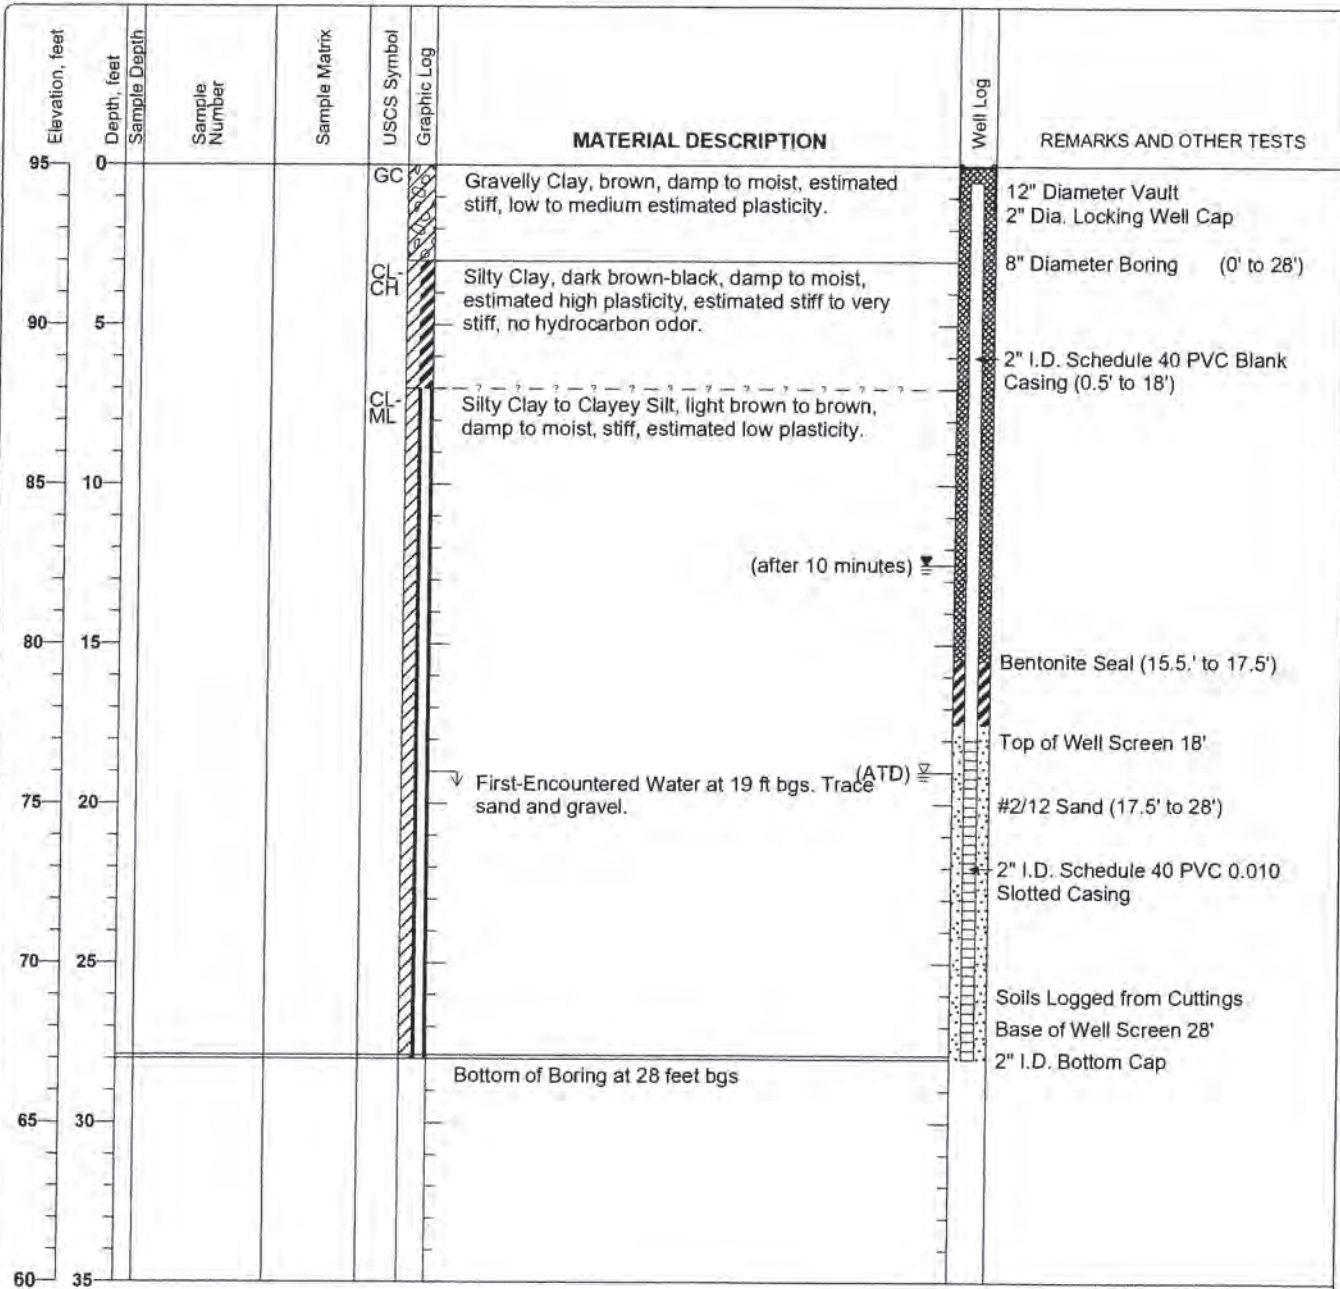 Elevation, feet
Depth, feet
Sample Depth
Sample Number
Sample Matrix
USCS Symbol
Graphic Log
MATERIAL DESCRIPTION
Well Log
REMARKS AND OTHER TESTS
95 0
GC
Gravelly Clay, brown, damp to moist, estimated
stiff, low to medium estimated plasticity.
12" Diameter Vault
2" Dia. Locking Well Cap
8" Diameter Boring (0' to 28')
CL-
CH
Silty Clay, dark brown-black, damp to moist,
estimated high plasticity, estimated stiff to very
stiff, no hydrocarbon odor.
90 5
2" I.D. Schedule 40 PVC Blank
Casing (0.5' to 18')
? ? ? ? ? ? ? ? ? ? ? ?
CL-
ML
Silty Clay to Clayey Silt, light brown to brown,
damp to moist, stiff, estimated low plasticity.
85 10
(after 10 minutes)
80 15
Bentonite Seal (15.5.' to 17.5')
Top of Well Screen 18'
(ATD)
First-Encountered Water at 19 ft bgs. Trace
sand and gravel.
75 20
#2/12 Sand (17.5' to 28')
2" I.D. Schedule 40 PVC 0.010
Slotted Casing
70 25
Soils Logged from Cuttings
Base of Well Screen 28'
2" I.D. Bottom Cap
Bottom of Boring at 28 feet bgs
65 30
60 35